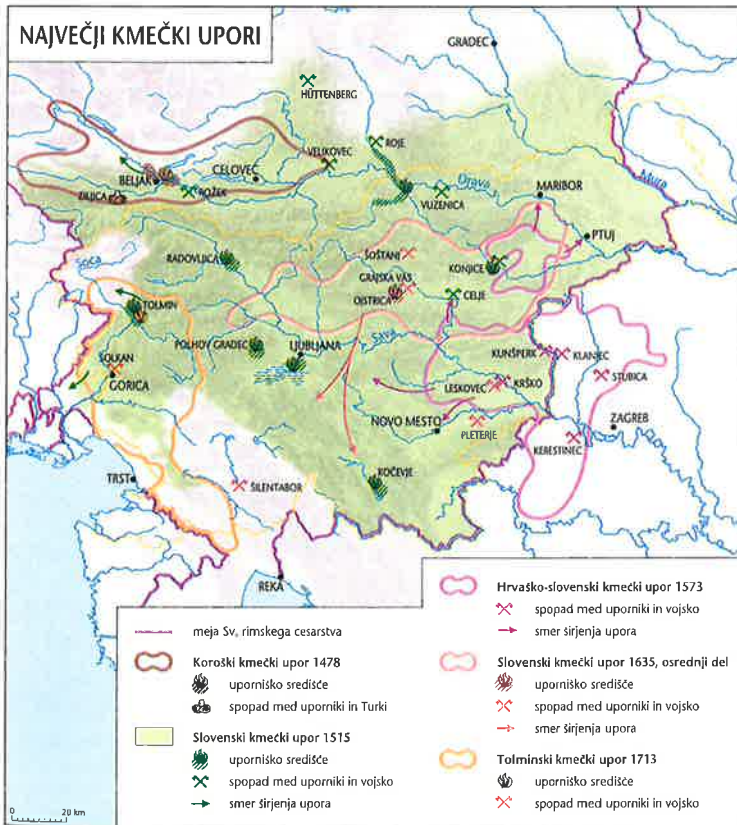 NAJVEČJI KMEČKI UPORI
GRADEC
HÜTTENBERG
ROJE
VELIKOVEC
CELOVEC
BELJAK
ROŽEK
ZILJICA
Drava
VUZENICA
MARIBOR
Mura
PTUJ
Soča
RADOVLJICA
ŠOŠTANJ
GRAJSKA VAS
OJSTRICA
KONJICE
CELJE
TOLMIN
POLHOV GRADEC
LJUBLJANA
Sava
KUNŠPERK
KLANJEC
SOLKAN
GORICA
LESKOVEC
KRŠKO
STUBICA
NOVO MESTO
PLETERJE
ZAGREB
KERESTINEC
TRST
ŠILENTABOR
KOČEVJE
REKA
meja Sv. rimskega cesarstva
Koroški kmečki upor 1478
uporniško središče
spopad med uporniki in Turki
Slovenski kmečki upor 1515
uporniško središče
spopad med uporniki in vojsko
smer širjenja upora
Hrvaško-slovenski kmečki upor 1573
spopad med uporniki in vojsko
smer širjenja upora
Slovenski kmečki upor 1635, osrednji del
uporniško središče
spopad med uporniki in vojsko
smer širjenja upora
Tolminski kmečki upor 1713
uporniško središče
spopad med uporniki in vojsko
0 20 km